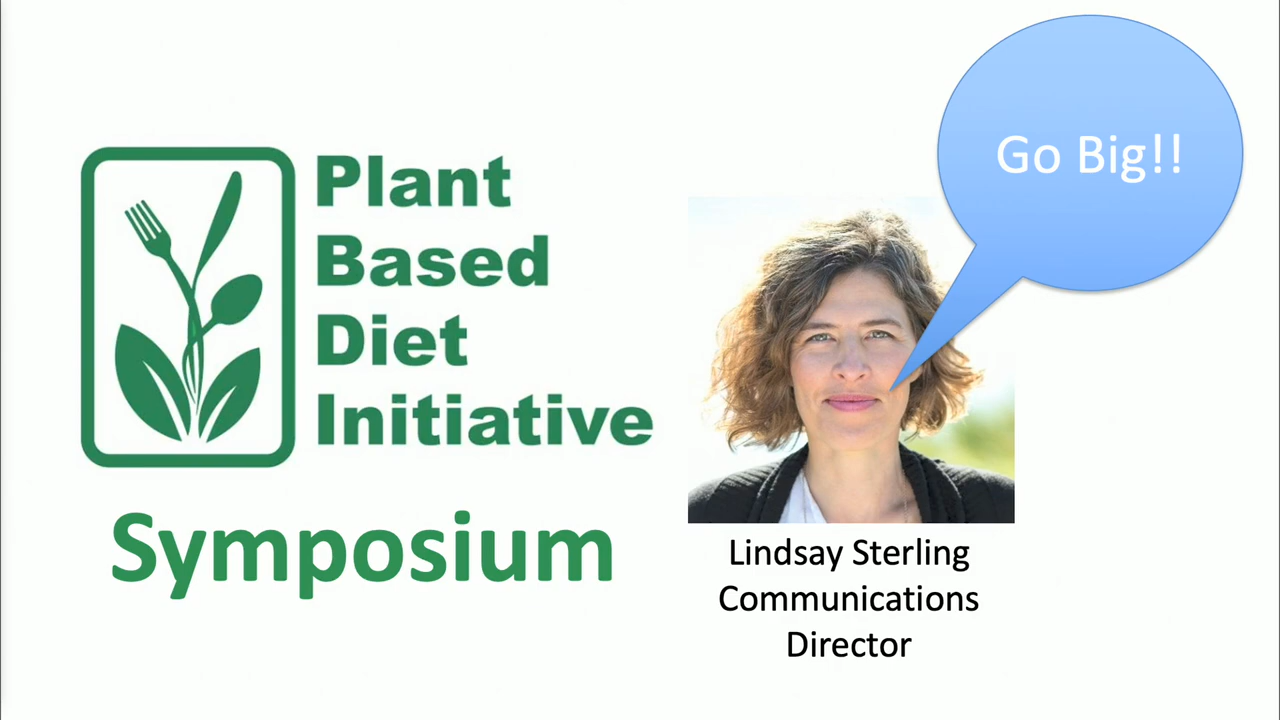 Plant
Based
Diet
Initiative
Symposium
Go Big!!
Lindsay Sterling
Communications
Director